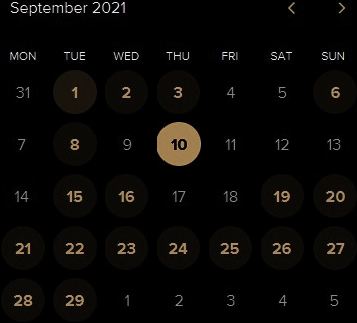 September 2021 < >
MON TUE WED THU FRI SAT SUN
31 1 2 3 4 5 6
7 8 9 10 11 12 13
14 15 16 17 18 19 20
21 22 23 24 25 26 27
28 29 1 2 3 4 5